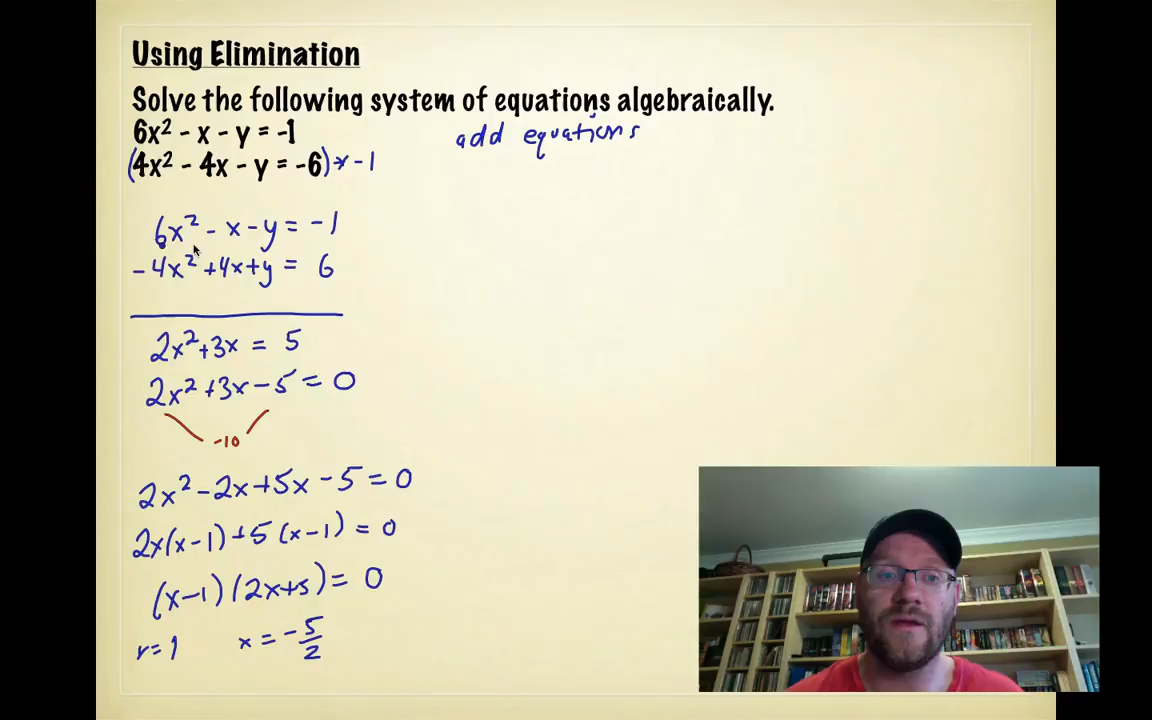 Using Elimination
Solve the following system of equations algebraically.
6x² - x - y = -1
add equations
(4x² - 4x - y = -6) * -1
6x² - x - y = -1
- 4x² + 4x + y = 6
2x² + 3x = 5
2x² + 3x - 5 = 0
-10
2x² - 2x + 5x - 5 = 0
2x(x - 1) + 5(x - 1) = 0
(x - 1)(2x + 5) = 0
x = 1 x = - 5/2